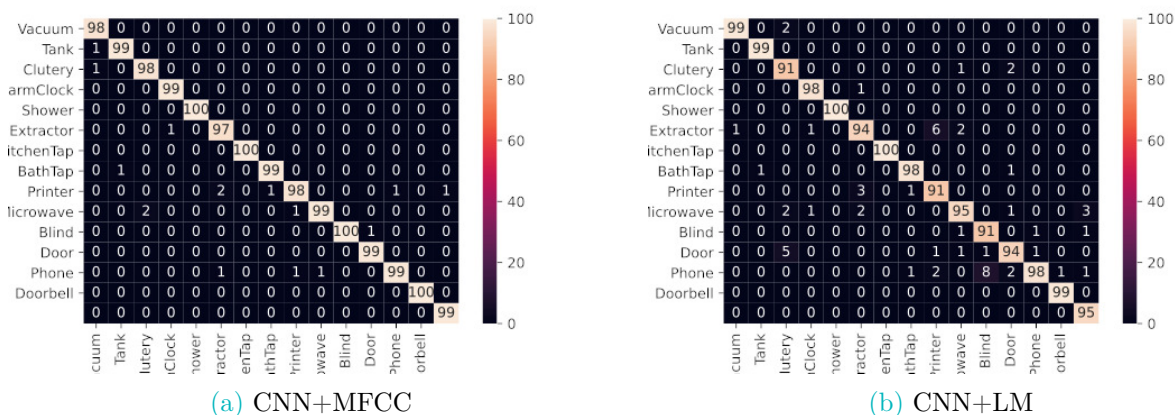 Vacuum 98 0 0 0 0 0 0 0 0 0 0 0 0 0 0
Tank 1 99 0 0 0 0 0 0 0 0 0 0 0 0 0
Clutery 1 0 98 0 0 0 0 0 0 0 0 0 0 0 0
armClock 0 0 0 99 0 0 0 0 0 0 0 0 0 0 0
Shower 0 0 0 0 100 0 0 0 0 0 0 0 0 0 0
Extractor 0 0 0 1 0 97 0 0 0 0 0 0 0 0 0
itchenTap 0 0 0 0 0 0 100 0 0 0 0 0 0 0 0
BathTap 0 1 0 0 0 0 0 99 0 0 0 0 0 0 0
Printer 0 0 0 0 0 2 0 1 98 0 0 0 1 0 1
licrowave 0 0 2 0 0 0 0 0 1 99 0 0 0 0 0
Blind 0 0 0 0 0 0 0 0 0 0 100 1 0 0 0
Door 0 0 0 0 0 0 0 0 0 0 0 99 0 0 0
Phone 0 0 0 0 0 1 0 0 1 1 0 0 99 0 0
Doorbell 0 0 0 0 0 0 0 0 0 0 0 0 0 100 0
0 0 0 0 0 0 0 0 0 0 0 0 0 0 99
cuum Tank lutery nClock nower ractor enTap athTap Printer owave Blind Door Phone orbell
100
80
60
40
20
0
(a) CNN+MFCC
Vacuum 99 0 2 0 0 0 0 0 0 0 0 0 0 0 0
Tank 0 99 0 0 0 0 0 0 0 0 0 0 0 0 0
Clutery 0 0 91 0 0 0 0 0 0 1 0 2 0 0 0
armClock 0 0 0 98 0 1 0 0 0 0 0 0 0 0 0
Shower 0 0 0 0 100 0 0 0 0 0 0 0 0 0 0
Extractor 1 0 0 1 0 94 0 0 6 2 0 0 0 0 0
itchenTap 0 0 0 0 0 0 100 0 0 0 0 0 0 0 0
BathTap 0 1 0 0 0 0 0 98 0 0 0 1 0 0 0
Printer 0 0 0 0 0 3 0 1 91 0 0 0 0 0 0
licrowave 0 0 2 1 0 2 0 0 0 95 0 1 0 0 3
Blind 0 0 0 0 0 0 0 0 0 1 91 0 1 0 1
Door 0 0 5 0 0 0 0 0 1 1 1 94 1 0 0
Phone 0 0 0 0 0 0 0 1 2 0 8 2 98 1 1
Doorbell 0 0 0 0 0 0 0 0 0 0 0 0 0 99 0
0 0 0 0 0 0 0 0 0 0 0 0 0 0 95
cuum Tank lutery nClock nower ractor enTap athTap Printer owave Blind Door Phone orbell
100
80
60
40
20
0
(b) CNN+LM